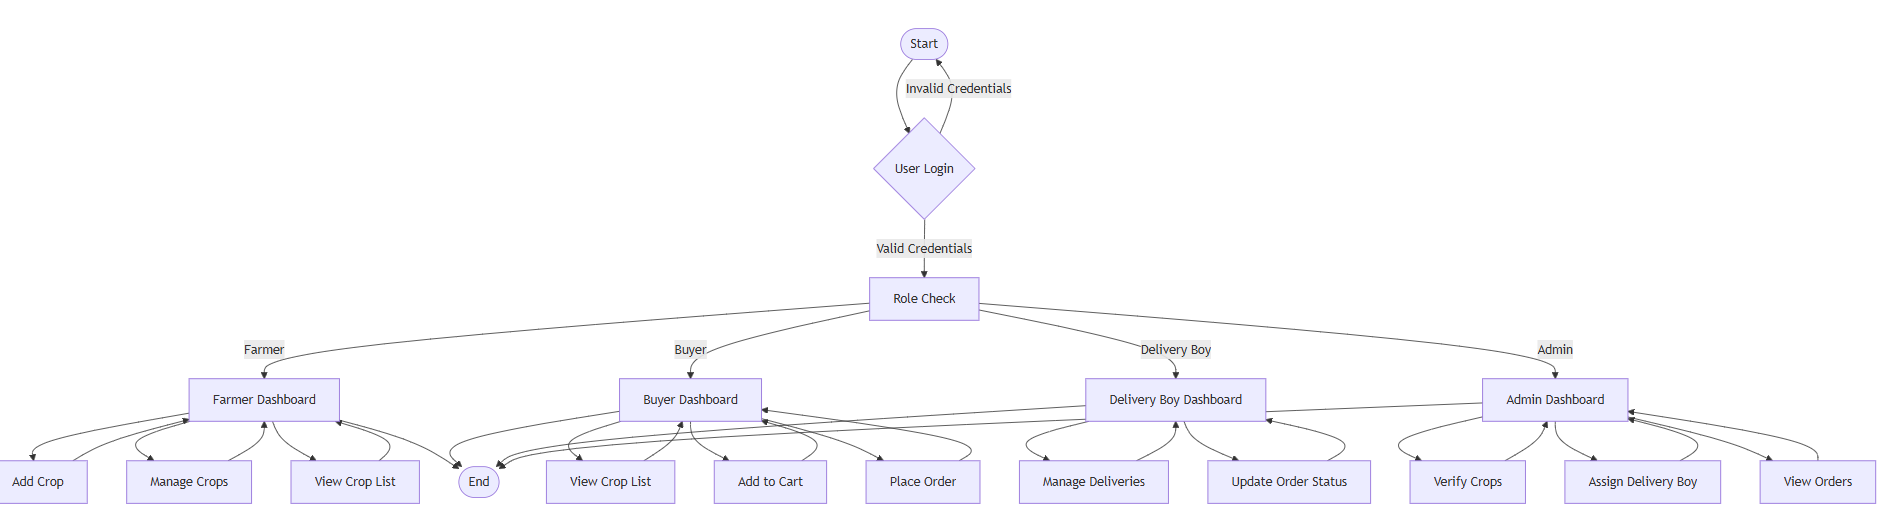 Start
Invalid Credentials
User Login
Valid Credentials
Role Check
Farmer
Buyer
Delivery Boy
Admin
Farmer Dashboard
Buyer Dashboard
Delivery Boy Dashboard
Admin Dashboard
Add Crop
Manage Crops
View Crop List
End
View Crop List
Add to Cart
Place Order
Manage Deliveries
Update Order Status
Verify Crops
Assign Delivery Boy
View Orders